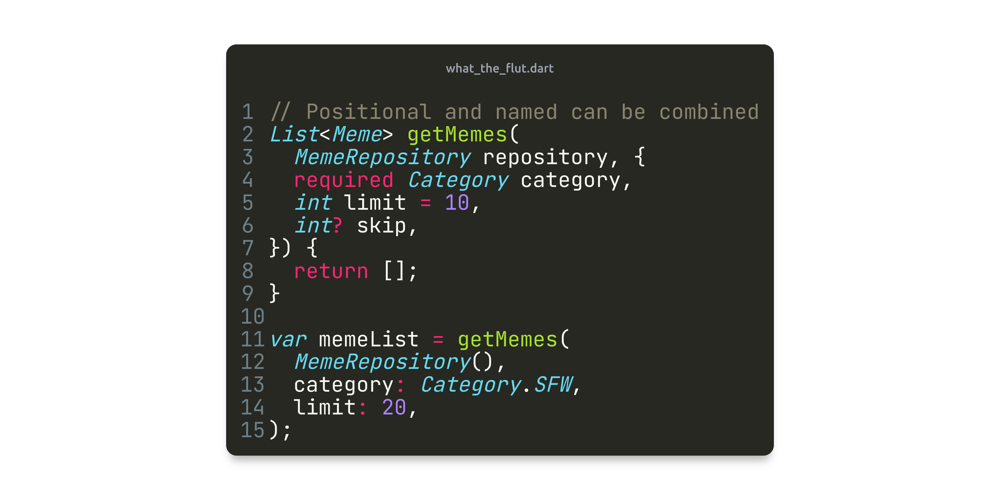 what_the_flut.dart
1 // Positional and named can be combined
2 List<Meme> getMemes(
3   MemeRepository repository, {
4   required Category category,
5   int limit = 10,
6   int? skip,
7 }) {
8   return [];
9 }
10
11 var memeList = getMemes(
12   MemeRepository(),
13   category: Category.SFW,
14   limit: 20,
15 );